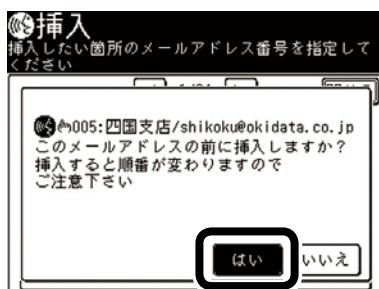 挿入
挿入したい箇所のメールアドレス番号を指定して
ください
005:四国支店/shikoku@okidata.co.jp
このメールアドレスの前に挿入しますか?
挿入すると順番が変わりますので
ご注意下さい
はい
いいえ